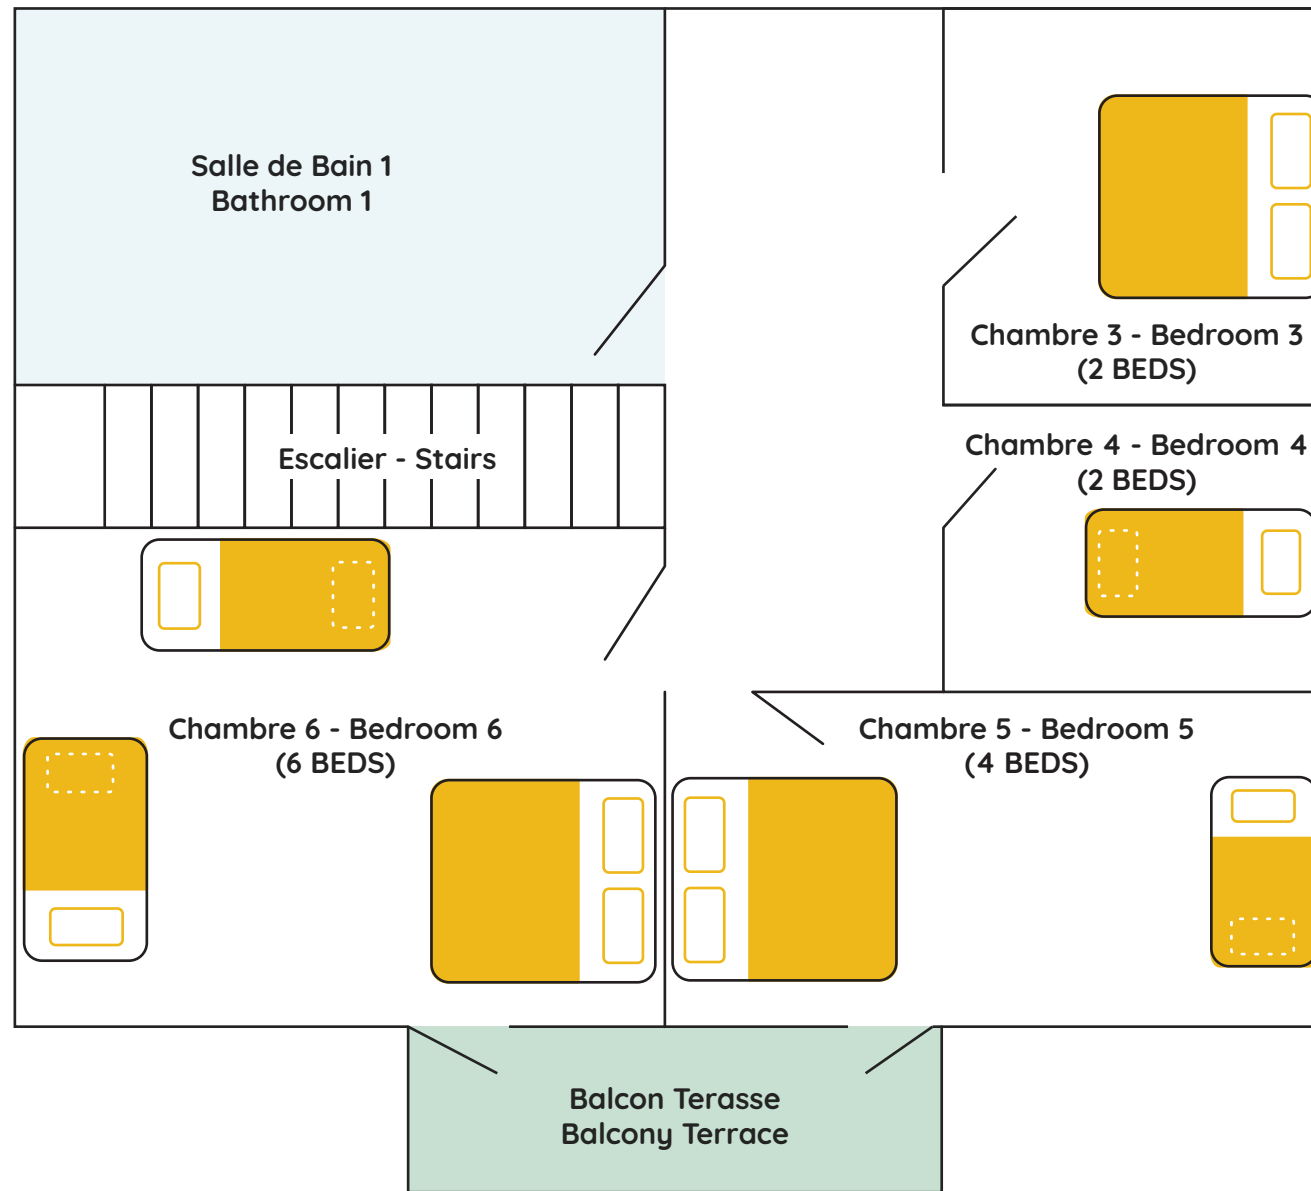 Salle de Bain 1
Bathroom 1
Chambre 3 - Bedroom 3
(2 BEDS)
Escalier - Stairs
Chambre 4 - Bedroom 4
(2 BEDS)
Chambre 6 - Bedroom 6
(6 BEDS)
Chambre 5 - Bedroom 5
(4 BEDS)
Balcon Terasse
Balcony Terrace